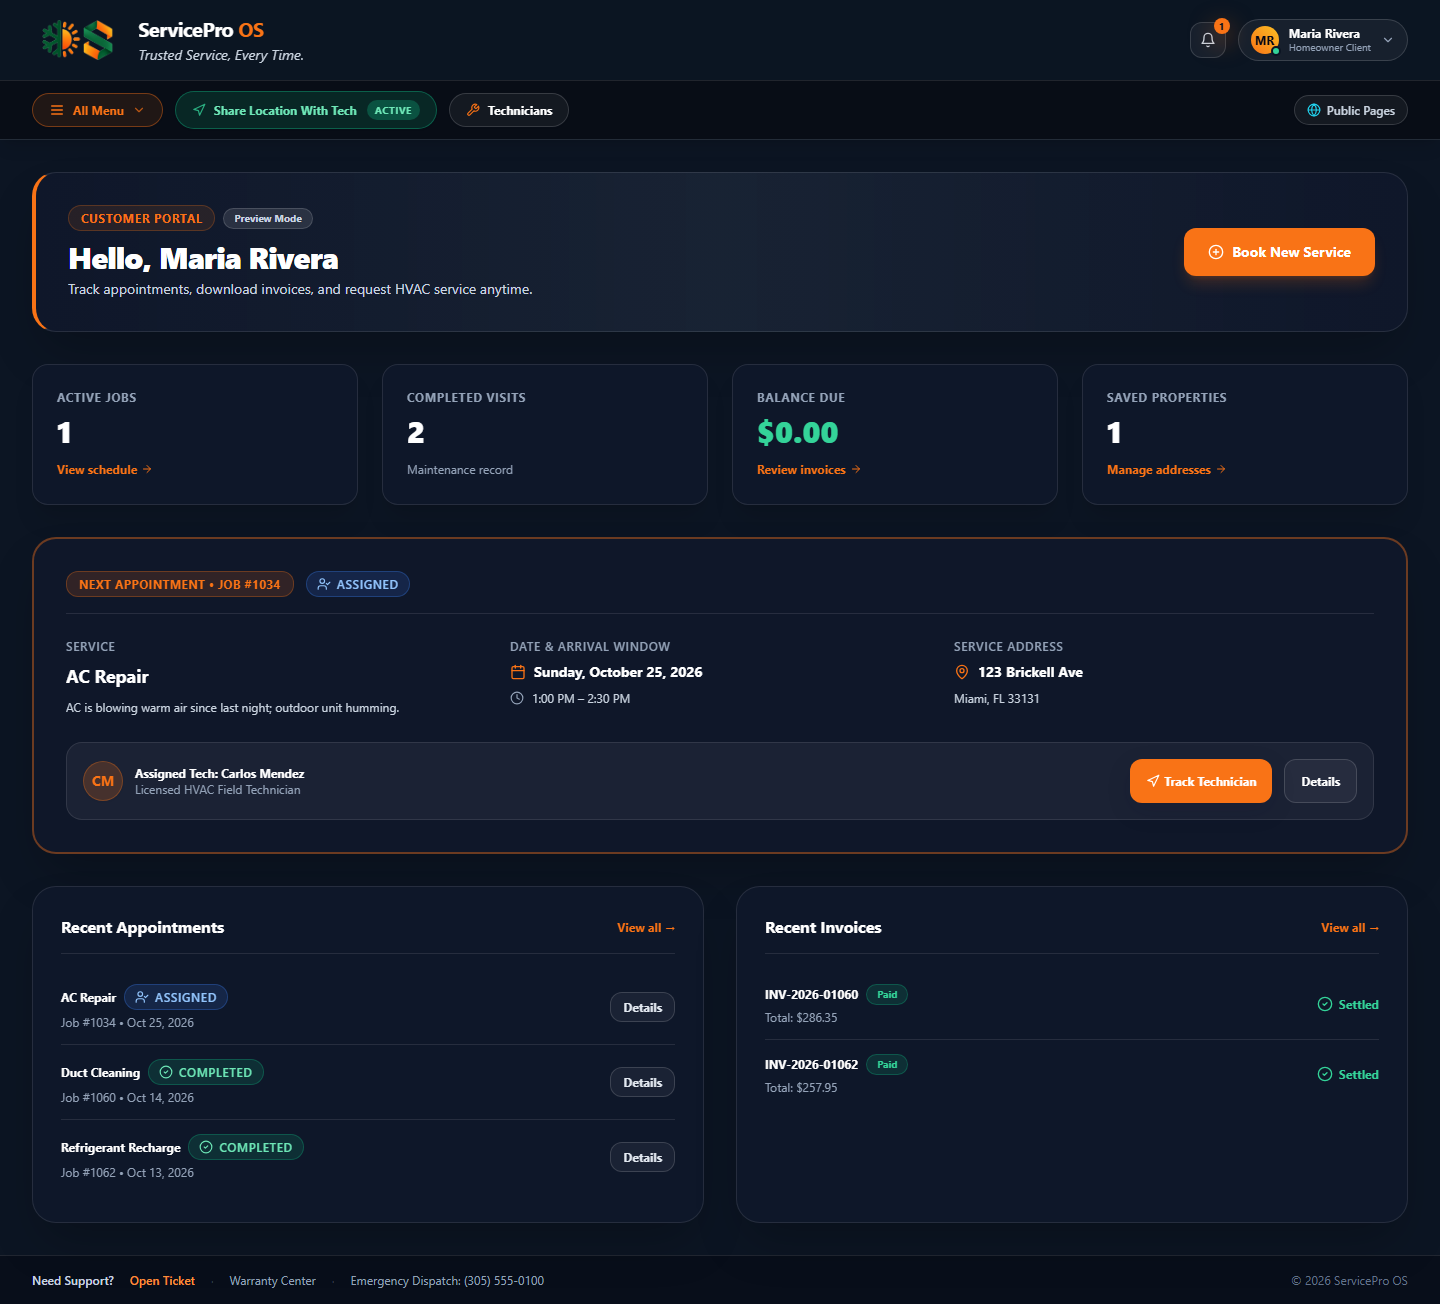 ServicePro OS
Trusted Service, Every Time.
1
MR
Maria Rivera
Homeowner Client
All Menu
Share Location With Tech ACTIVE
Technicians
Public Pages
CUSTOMER PORTAL
Preview Mode
Hello, Maria Rivera
Track appointments, download invoices, and request HVAC service anytime.
Book New Service
ACTIVE JOBS
1
View schedule →
COMPLETED VISITS
2
Maintenance record
BALANCE DUE
$0.00
Review invoices →
SAVED PROPERTIES
1
Manage addresses →
NEXT APPOINTMENT • JOB #1034
ASSIGNED
SERVICE
AC Repair
AC is blowing warm air since last night; outdoor unit humming.
DATE & ARRIVAL WINDOW
Sunday, October 25, 2026
1:00 PM – 2:30 PM
SERVICE ADDRESS
123 Brickell Ave
Miami, FL 33131
CM
Assigned Tech: Carlos Mendez
Licensed HVAC Field Technician
Track Technician
Details
Recent Appointments
View all →
AC Repair ASSIGNED
Job #1034 • Oct 25, 2026
Details
Duct Cleaning COMPLETED
Job #1060 • Oct 14, 2026
Details
Refrigerant Recharge COMPLETED
Job #1062 • Oct 13, 2026
Details
Recent Invoices
View all →
INV-2026-01060 Paid
Total: $286.35
Settled
INV-2026-01062 Paid
Total: $257.95
Settled
Need Support? Open Ticket · Warranty Center · Emergency Dispatch: (305) 555-0100
© 2026 ServicePro OS